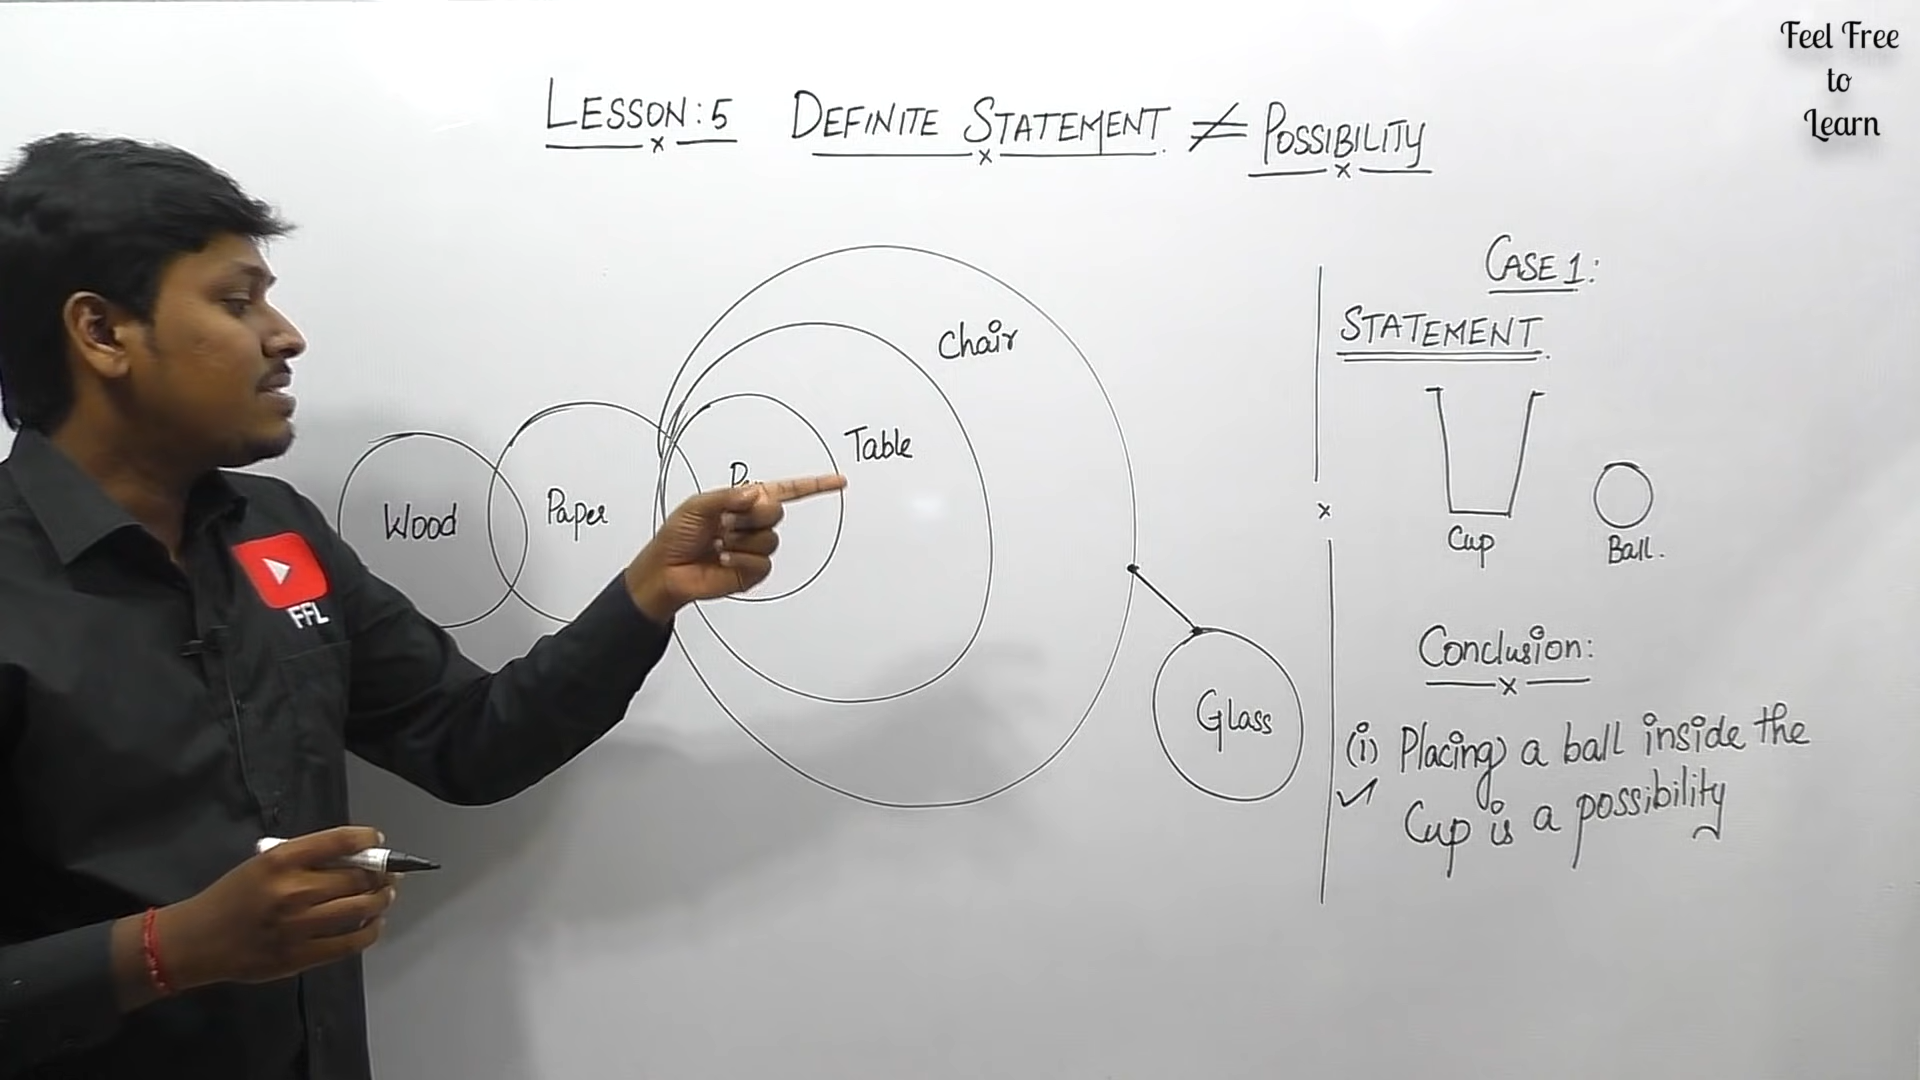 Feel Free
to
Learn
LESSON: 5 DEFINITE STATEMENT. ≠ POSSIBILITY
CASE 1:
STATEMENT.
Chair
Table
Wood
Paper
Glass
Cup
Ball.
Conclusion:
(i) Placing a ball inside the
Cup is a possibility
FFL